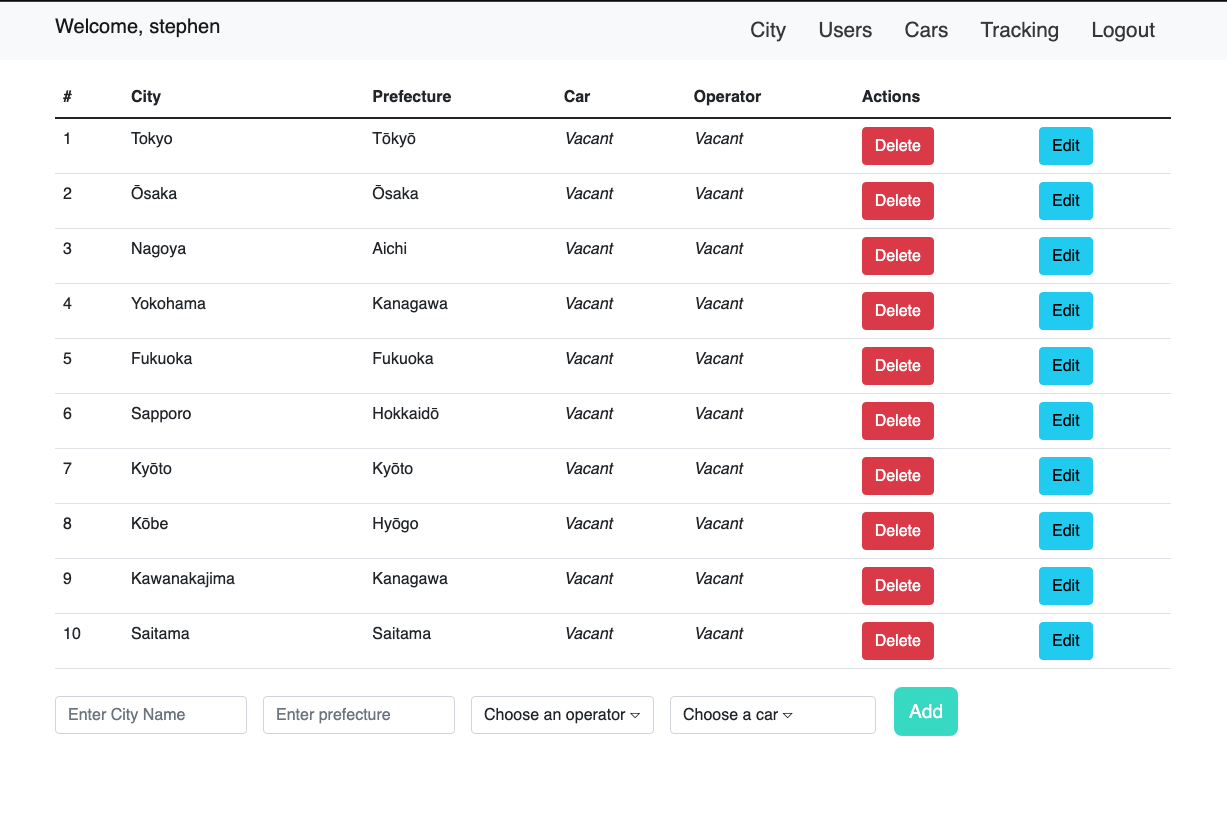 Welcome, stephen City Users Cars Tracking Logout
# City Prefecture Car Operator Actions
1 Tokyo Tōkyō Vacant Vacant Delete Edit
2 Ōsaka Ōsaka Vacant Vacant Delete Edit
3 Nagoya Aichi Vacant Vacant Delete Edit
4 Yokohama Kanagawa Vacant Vacant Delete Edit
5 Fukuoka Fukuoka Vacant Vacant Delete Edit
6 Sapporo Hokkaidō Vacant Vacant Delete Edit
7 Kyōto Kyōto Vacant Vacant Delete Edit
8 Kōbe Hyōgo Vacant Vacant Delete Edit
9 Kawanakajima Kanagawa Vacant Vacant Delete Edit
10 Saitama Saitama Vacant Vacant Delete Edit
Enter City Name Enter prefecture Choose an operator Choose a car Add